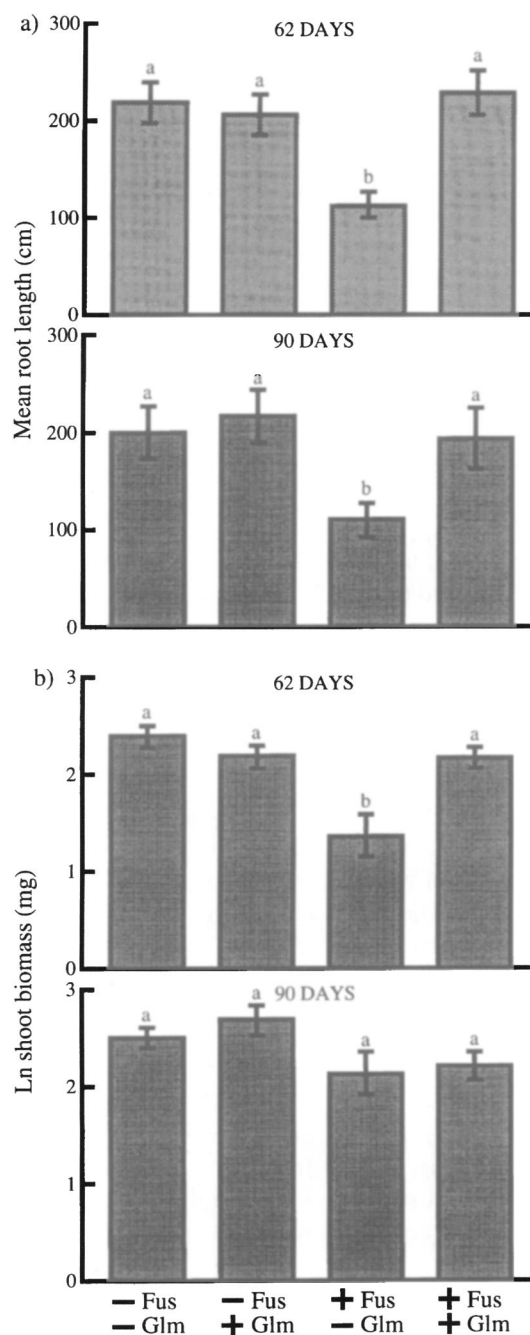 a)
62 DAYS
300
200
100
0
a
a
b
a
Mean root length (cm)
90 DAYS
300
200
100
0
a
a
b
a
b)
62 DAYS
3
2
1
0
a
a
b
a
Ln shoot biomass (mg)
90 DAYS
3
2
1
0
a
a
a
a
− Fus − Fus + Fus + Fus
− Glm + Glm − Glm + Glm